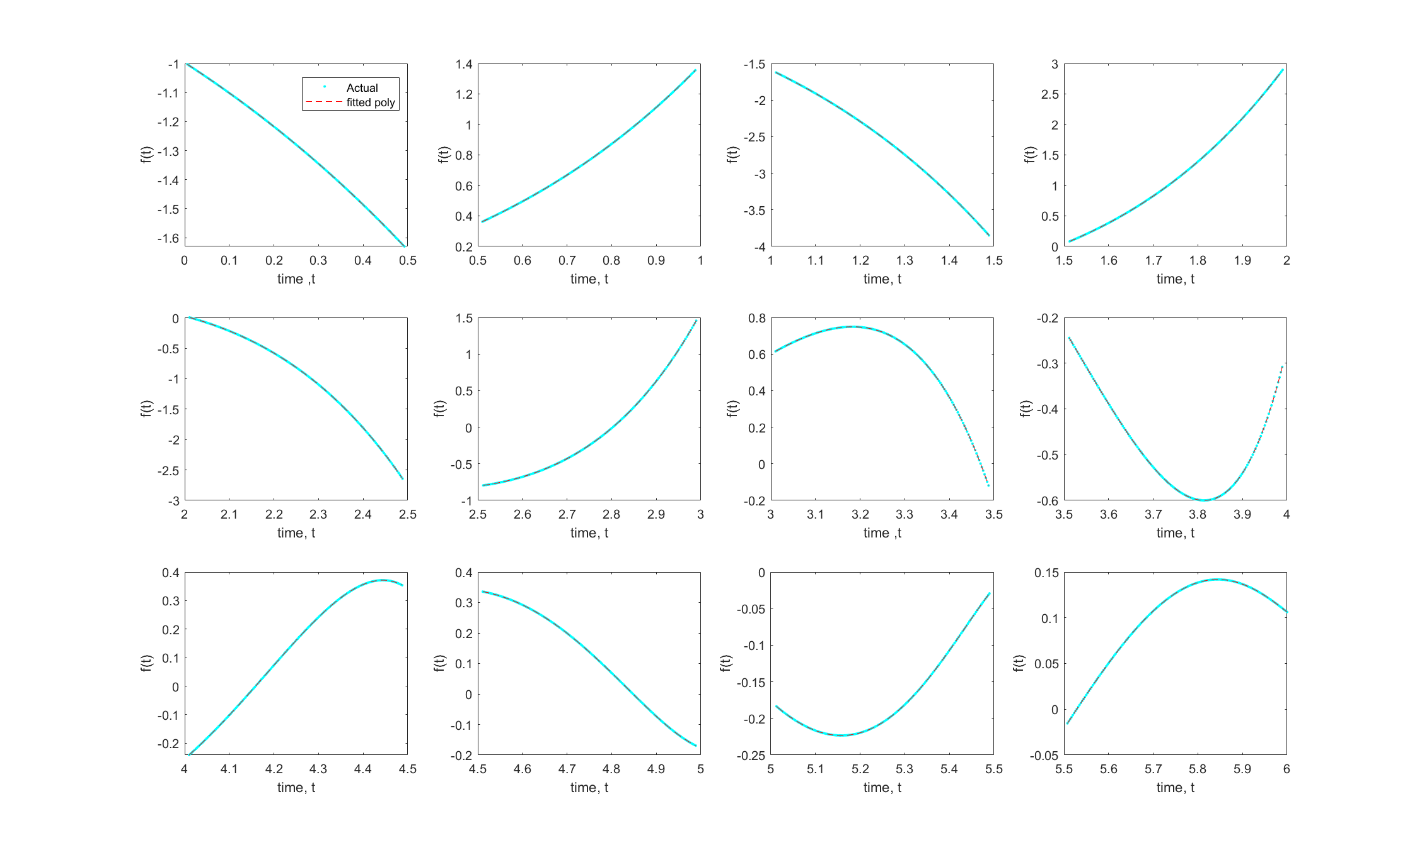 -1
-1.1
-1.2
-1.3
-1.4
-1.5
-1.6
f(t)
0 0.1 0.2 0.3 0.4 0.5
time ,t
Actual
fitted poly
1.4
1.2
1
0.8
0.6
0.4
0.2
f(t)
0.5 0.6 0.7 0.8 0.9 1
time, t
-1.5
-2
-2.5
-3
-3.5
-4
f(t)
1 1.1 1.2 1.3 1.4 1.5
time, t
3
2.5
2
1.5
1
0.5
0
f(t)
1.5 1.6 1.7 1.8 1.9 2
time, t
0
-0.5
-1
-1.5
-2
-2.5
-3
f(t)
2 2.1 2.2 2.3 2.4 2.5
time, t
1.5
1
0.5
0
-0.5
-1
f(t)
2.5 2.6 2.7 2.8 2.9 3
time, t
0.8
0.6
0.4
0.2
0
-0.2
f(t)
3 3.1 3.2 3.3 3.4 3.5
time ,t
-0.2
-0.3
-0.4
-0.5
-0.6
f(t)
3.5 3.6 3.7 3.8 3.9 4
time, t
0.4
0.3
0.2
0.1
0
-0.1
-0.2
f(t)
4 4.1 4.2 4.3 4.4 4.5
time, t
0.4
0.3
0.2
0.1
0
-0.1
-0.2
f(t)
4.5 4.6 4.7 4.8 4.9 5
time, t
0
-0.05
-0.1
-0.15
-0.2
-0.25
f(t)
5 5.1 5.2 5.3 5.4 5.5
time, t
0.15
0.1
0.05
0
-0.05
f(t)
5.5 5.6 5.7 5.8 5.9 6
time, t